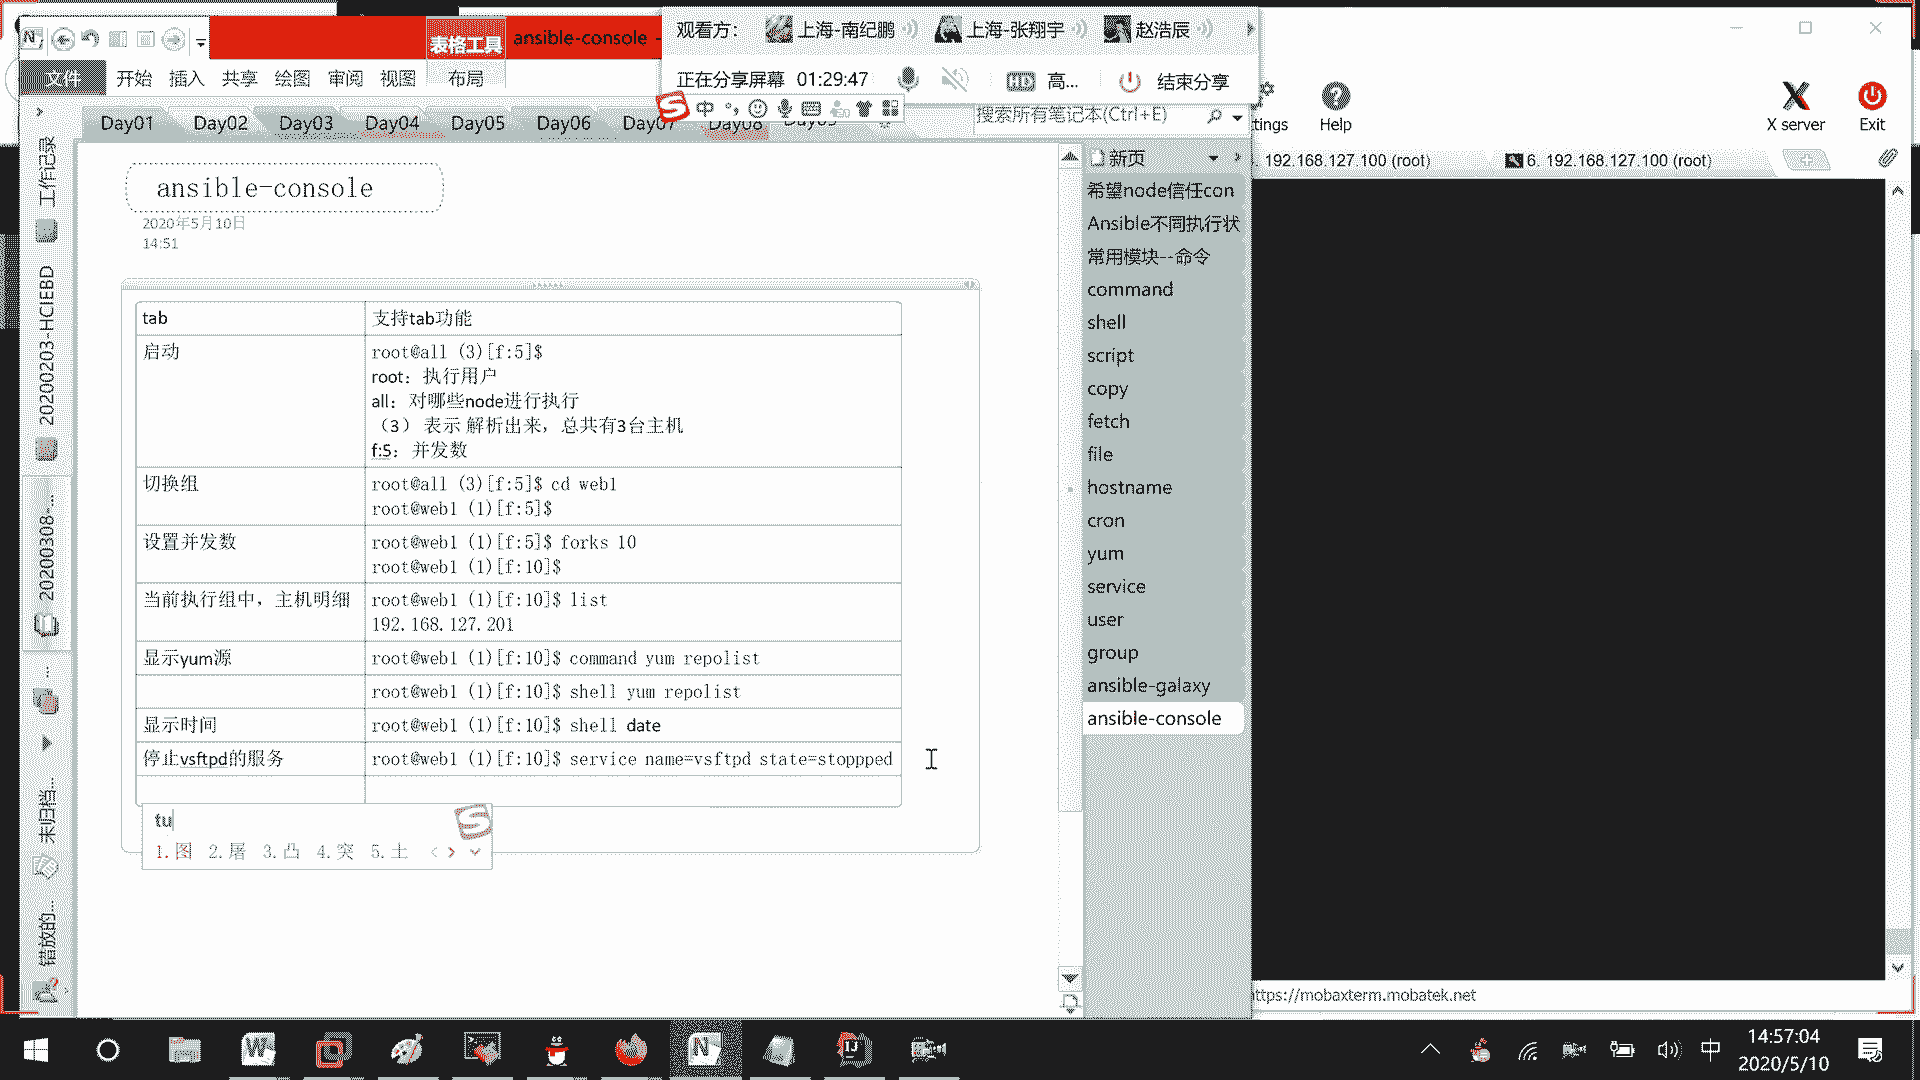 表格工具
ansible-console -
观看方：
上海-南纪鹏
上海-张翔宇
赵浩辰
正在分享屏幕 01:29:47
高...
结束分享
文件 开始 插入 共享 绘图 审阅 视图 布局
中
Day01 Day02 Day03 Day04 Day05 Day06 Day07 Day08
搜索所有笔记本(Ctrl+E)
Help
X server
Exit
. 192.168.127.100 (root)
6. 192.168.127.100 (root)
工作记录
20200203-HCIEBD
20200308-...
...
未归档...
错放的...
ansible-console
2020年5月10日
14:51
tab 支持tab功能
启动 root@all (3)[f:5]$
root：执行用户
all：对哪些node进行执行
（3） 表示 解析出来，总共有3台主机
f:5：并发数
切换组 root@all (3)[f:5]$ cd web1
root@web1 (1)[f:5]$
设置并发数 root@web1 (1)[f:5]$ forks 10
root@web1 (1)[f:10]$
当前执行组中，主机明细 root@web1 (1)[f:10]$ list
192.168.127.201
显示yum源 root@web1 (1)[f:10]$ command yum repolist
root@web1 (1)[f:10]$ shell yum repolist
显示时间 root@web1 (1)[f:10]$ shell date
停止vsftpd的服务 root@web1 (1)[f:10]$ service name=vsftpd state=stoppped
tu
1.图 2.屠 3.凸 4.突 5.土
新页
希望node信任con
Ansible不同执行状
常用模块--命令
command
shell
script
copy
fetch
file
hostname
cron
yum
service
user
group
ansible-galaxy
ansible-console
ttps://mobaxterm.mobatek.net
中
14:57:04
2020/5/10